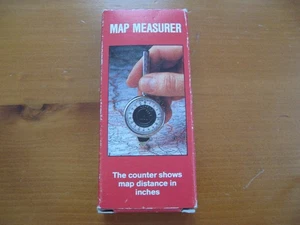 MAP MEASURER
The counter shows
map distance in
inches